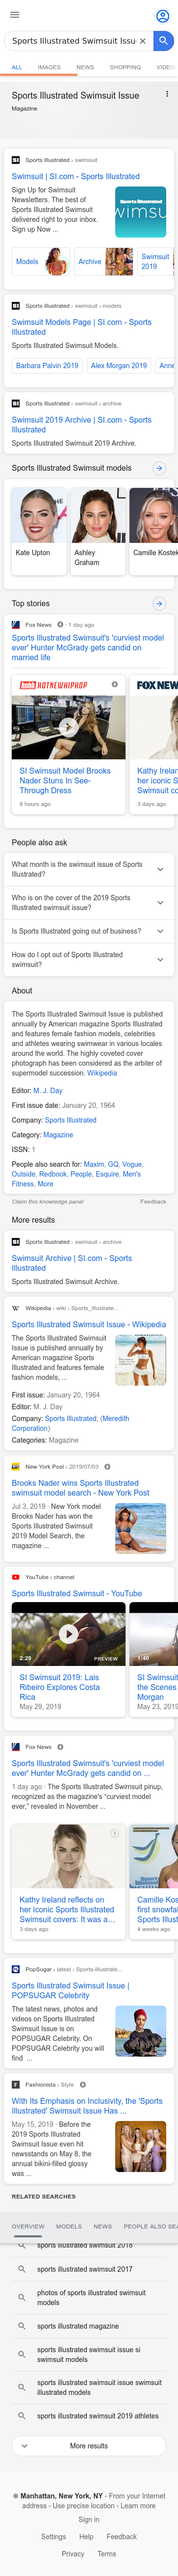 Sports Illustrated Swimsuit Issu
ALL IMAGES NEWS SHOPPING VIDE
Sports Illustrated Swimsuit Issue
Magazine
Sports Illustrated › swimsuit
Swimsuit | SI.com - Sports Illustrated
Sign Up for Swimsuit
Newsletters. The best of
Sports Illustrated Swimsuit
delivered right to your inbox.
Sign up Now ...
Models
Archive
Swimsuit
2019
Sports Illustrated › swimsuit › models
Swimsuit Models Page | SI.com - Sports
Illustrated
Sports Illustrated Swimsuit Models.
Barbara Palvin 2019 Alex Morgan 2019 Anne
Sports Illustrated › swimsuit › archive
Swimsuit 2019 Archive | SI.com - Sports
Illustrated
Sports Illustrated Swimsuit 2019 Archive.
Sports Illustrated Swimsuit models
Kate Upton
Ashley
Graham
Camille Kostek
Top stories
Fox News · 1 day ago
Sports Illustrated Swimsuit's 'curviest model
ever' Hunter McGrady gets candid on
married life
HOTNEWHIPHOP
SI Swimsuit Model Brooks
Nader Stuns In See-
Through Dress
8 hours ago
FOX NEW
Kathy Irelan
her iconic S
Swimsuit co
3 days ago
People also ask
What month is the swimsuit issue of Sports
Illustrated?
Who is on the cover of the 2019 Sports
Illustrated swimsuit issue?
Is Sports Illustrated going out of business?
How do I opt out of Sports Illustrated
swimsuit?
About
The Sports Illustrated Swimsuit Issue is published
annually by American magazine Sports Illustrated
and features female fashion models, celebrities
and athletes wearing swimwear in various locales
around the world. The highly coveted cover
photograph has been considered as the arbiter of
supermodel succession. Wikipedia
Editor: M. J. Day
First issue date: January 20, 1964
Company: Sports Illustrated
Category: Magazine
ISSN: 1
People also search for: Maxim, GQ, Vogue,
Outside, Redbook, People, Esquire, Men's
Fitness, More
Claim this knowledge panel Feedback
More results
Sports Illustrated › swimsuit › archive
Swimsuit Archive | SI.com - Sports
Illustrated
Sports Illustrated Swimsuit Archive.
Wikipedia › wiki › Sports_Illustrate...
Sports Illustrated Swimsuit Issue - Wikipedia
The Sports Illustrated Swimsuit
Issue is published annually by
American magazine Sports
Illustrated and features female
fashion models, ...
First issue: January 20, 1964
Editor: M. J. Day
Company: Sports Illustrated; (Meredith
Corporation)
Categories: Magazine
New York Post › 2019/07/03
Brooks Nader wins Sports Illustrated
swimsuit model search - New York Post
Jul 3, 2019 · New York model
Brooks Nader has won the
Sports Illustrated Swimsuit
2019 Model Search, the
magazine ...
YouTube › channel
Sports Illustrated Swimsuit - YouTube
2:29 PREVIEW
SI Swimsuit 2019: Lais
Ribeiro Explores Costa
Rica
May 29, 2019
1:40
SI Swimsuit
the Scenes
Morgan
May 23, 2019
Fox News
Sports Illustrated Swimsuit's 'curviest model
ever' Hunter McGrady gets candid on ...
1 day ago · The Sports Illustrated Swimsuit pinup,
recognized as the magazine's “curviest model
ever,” revealed in November ...
Kathy Ireland reflects on
her iconic Sports Illustrated
Swimsuit covers: It was a...
3 days ago
Camille Kos
first snowfal
Sports Illust
4 weeks ago
PopSugar › latest › Sports-Illustrate...
Sports Illustrated Swimsuit Issue |
POPSUGAR Celebrity
The latest news, photos and
videos on Sports Illustrated
Swimsuit Issue is on
POPSUGAR Celebrity. On
POPSUGAR Celebrity you will
find ...
Fashionista › Style
With Its Emphasis on Inclusivity, the 'Sports
Illustrated' Swimsuit Issue Has ...
May 15, 2019 · Before the
2019 Sports Illustrated
Swimsuit Issue even hit
newsstands on May 8, the
annual bikini-filled glossy
was ...
RELATED SEARCHES
OVERVIEW MODELS NEWS PEOPLE ALSO SEA
sports illustrated swimsuit 2018
sports illustrated swimsuit 2017
photos of sports illustrated swimsuit
models
sports illustrated magazine
sports illustrated swimsuit issue si
swimsuit models
sports illustrated swimsuit issue swimsuit
illustrated models
sports illustrated swimsuit 2019 athletes
More results
Manhattan, New York, NY - From your Internet
address - Use precise location - Learn more
Sign in
Settings Help Feedback
Privacy Terms